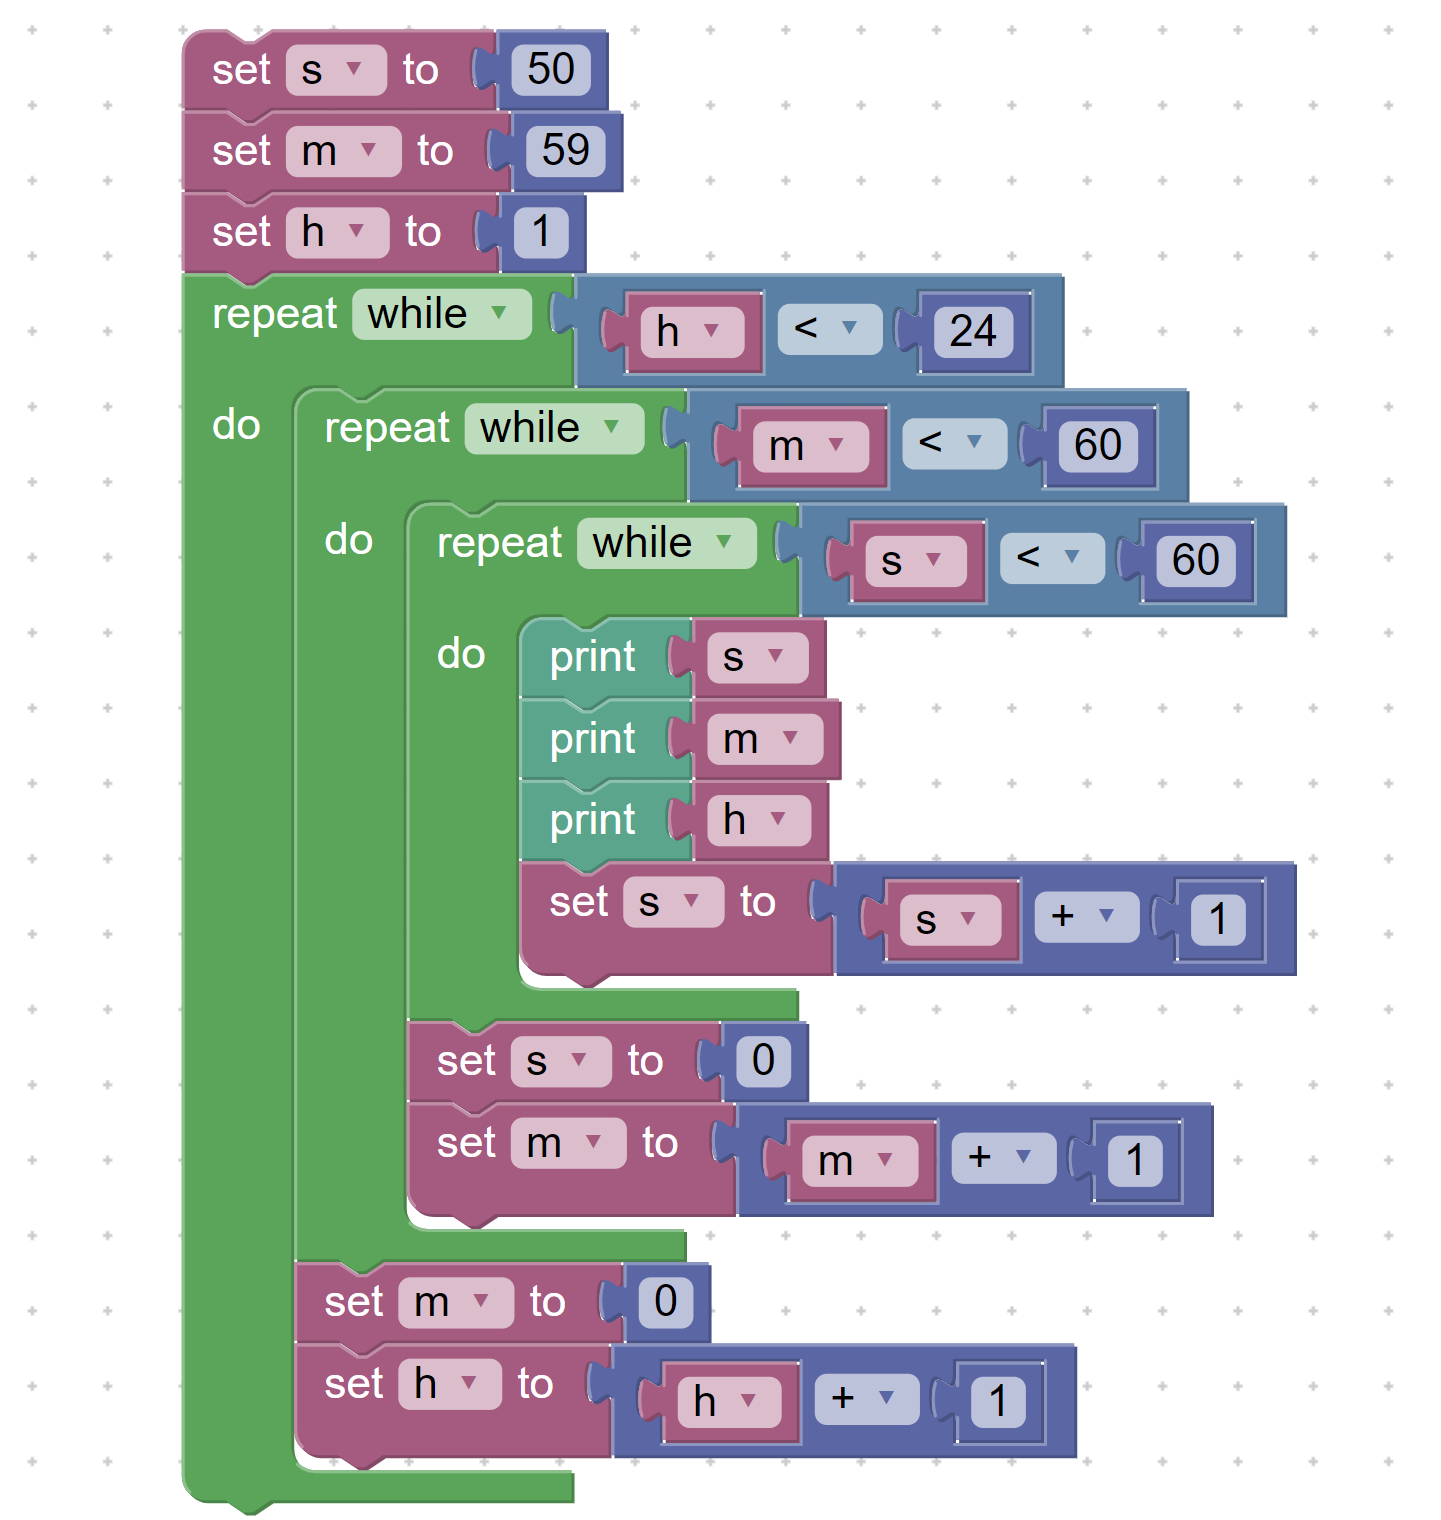 set s to 50
set m to 59
set h to 1
repeat while h < 24
do repeat while m < 60
do repeat while s < 60
do print s
print m
print h
set s to s + 1
set s to 0
set m to m + 1
set m to 0
set h to h + 1